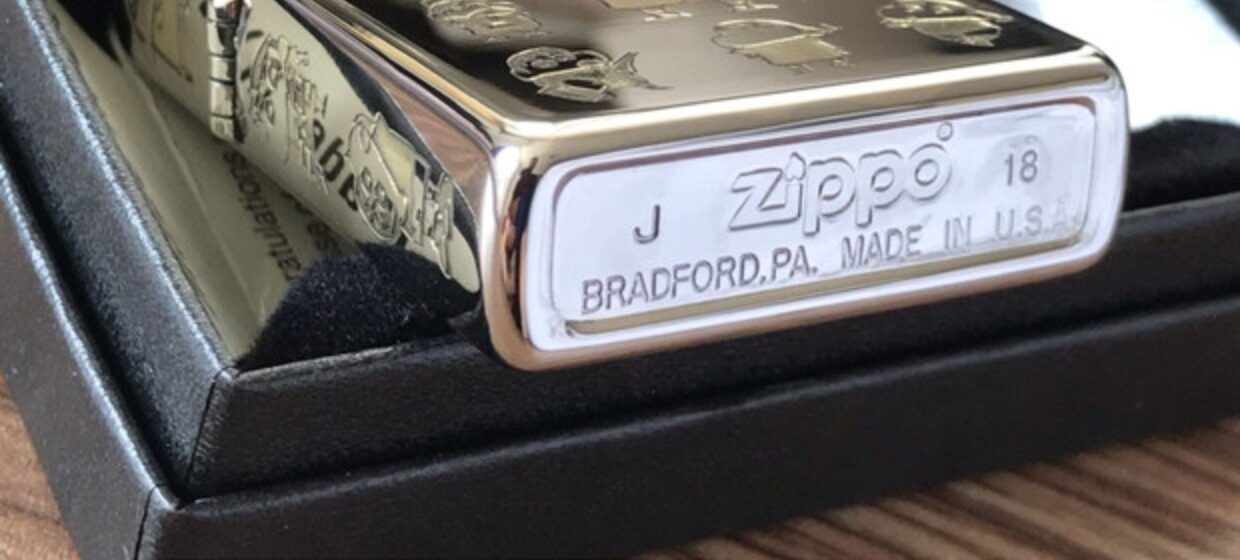 J Zippo 18
BRADFORD.PA. MADE IN U.S.A.